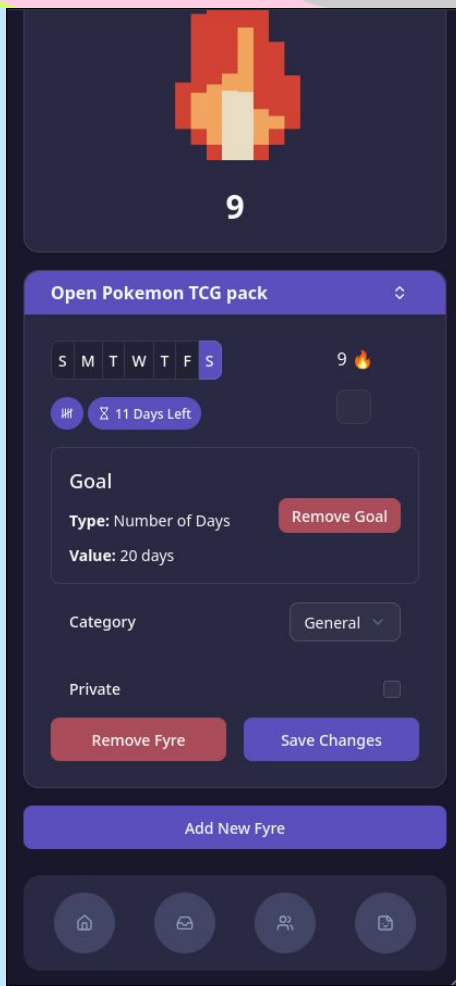 9
Open Pokemon TCG pack
S M T W T F S
9 🔥
11 Days Left
Goal
Type: Number of Days
Remove Goal
Value: 20 days
Category
General
Private
Remove Fyre
Save Changes
Add New Fyre